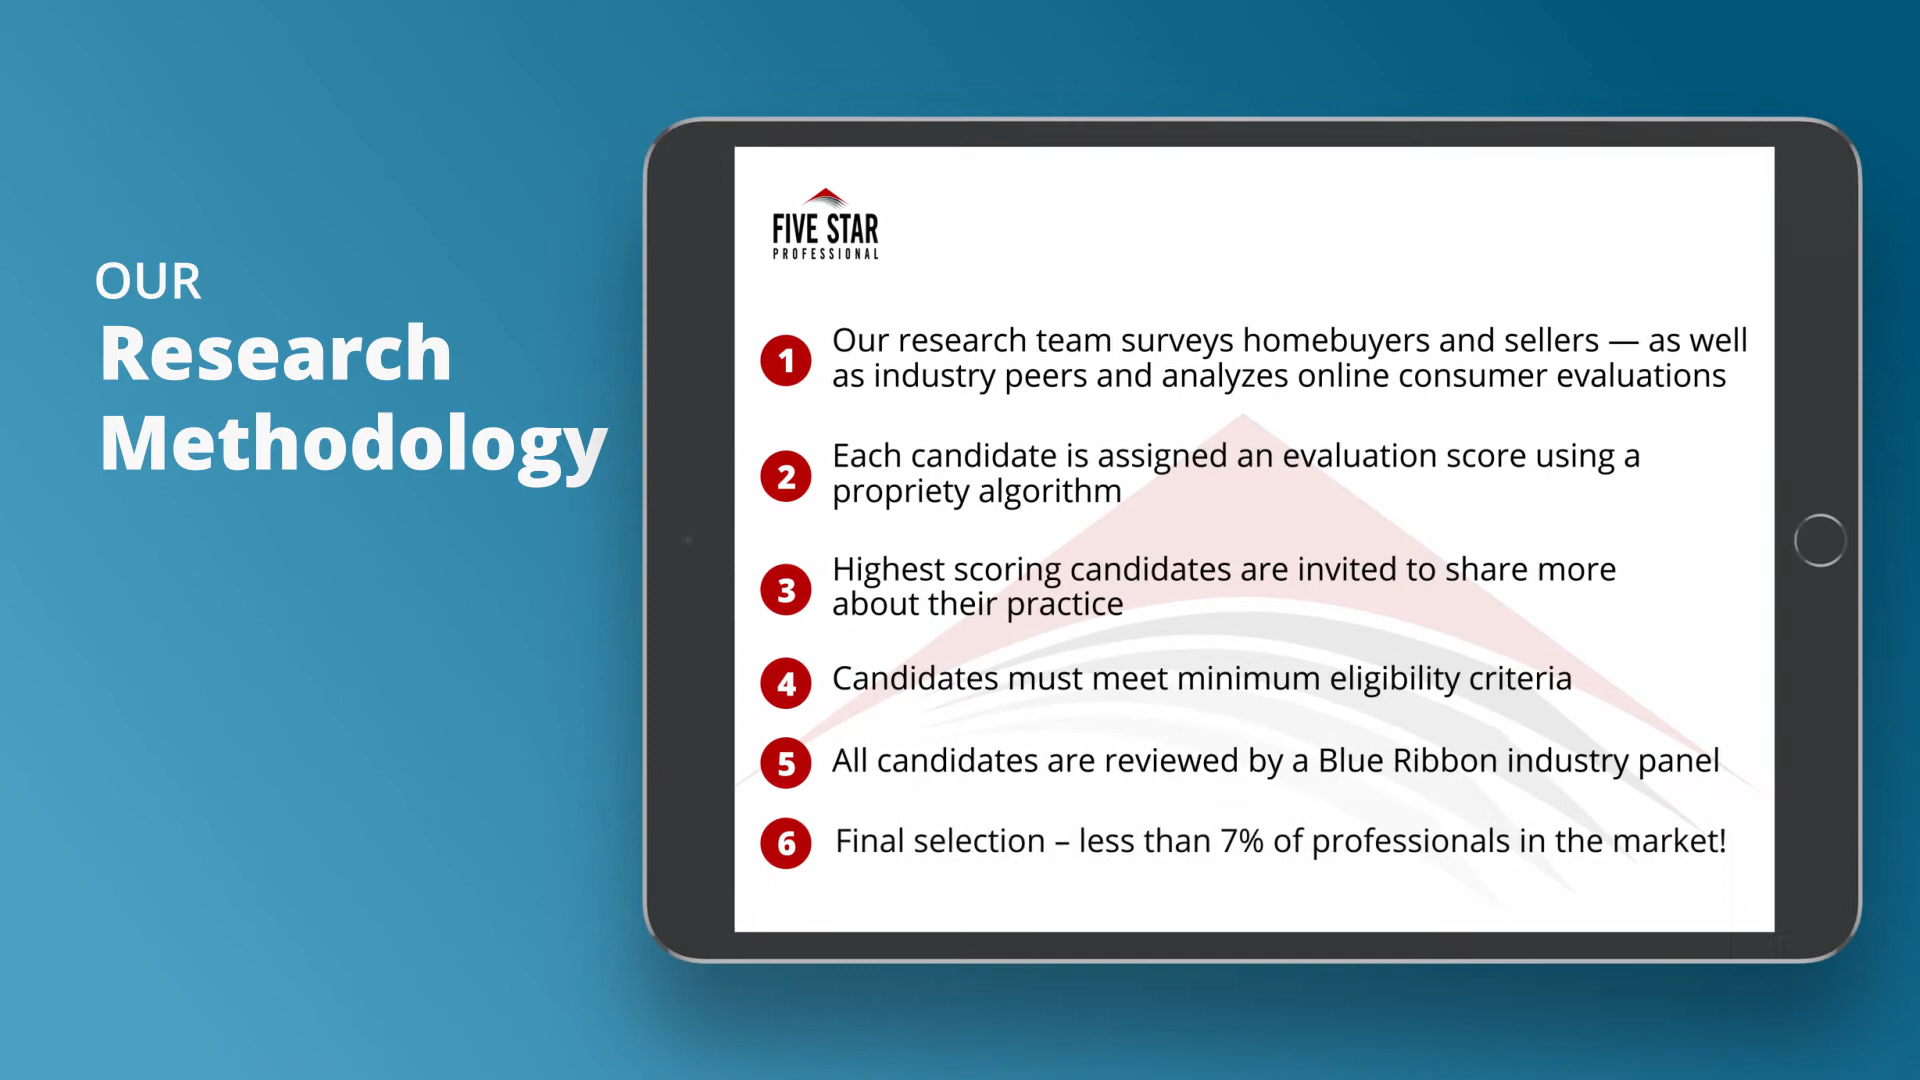 OUR
Research
Methodology
FIVE STAR
PROFESSIONAL
1 Our research team surveys homebuyers and sellers — as well
as industry peers and analyzes online consumer evaluations
2 Each candidate is assigned an evaluation score using a
propriety algorithm
3 Highest scoring candidates are invited to share more
about their practice
4 Candidates must meet minimum eligibility criteria
5 All candidates are reviewed by a Blue Ribbon industry panel
6 Final selection – less than 7% of professionals in the market!